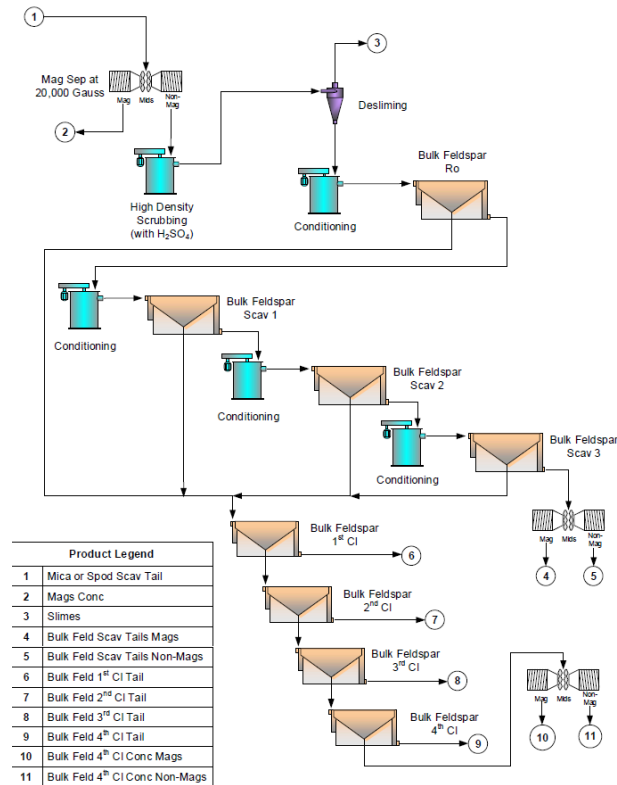 1
3
Mag Sep at
20,000 Gauss
Mag
Mids
Non-
Mag
2
Desliming
High Density
Scrubbing
(with H₂SO₄)
Conditioning
Bulk Feldspar
Ro
Conditioning
Bulk Feldspar
Scav 1
Conditioning
Bulk Feldspar
Scav 2
Conditioning
Bulk Feldspar
Scav 3
Mag
Mids
Non-
Mag
4
5
Bulk Feldspar
1st Cl
6
Bulk Feldspar
2nd Cl
7
Bulk Feldspar
3rd Cl
8
Bulk Feldspar
4th Cl
9
Mag
Mids
Non-
Mag
10
11
Product Legend
1 Mica or Spod Scav Tail
2 Mags Conc
3 Slimes
4 Bulk Feld Scav Tails Mags
5 Bulk Feld Scav Tails Non-Mags
6 Bulk Feld 1st Cl Tail
7 Bulk Feld 2nd Cl Tail
8 Bulk Feld 3rd Cl Tail
9 Bulk Feld 4th Cl Tail
10 Bulk Feld 4th Cl Conc Mags
11 Bulk Feld 4th Cl Conc Non-Mags